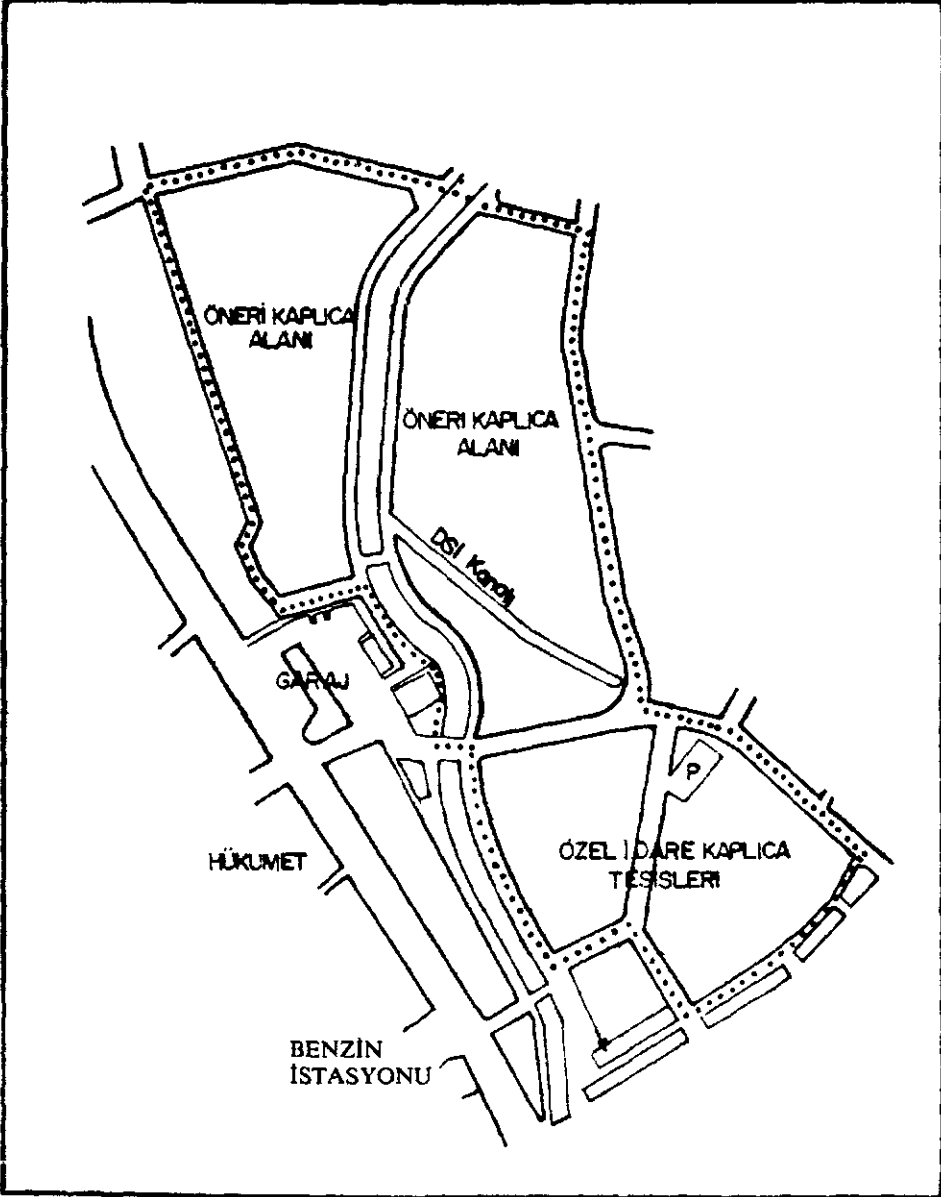 ÖNERİ KAPLICA
ALANI
ÖNERİ KAPLICA
ALANI
DSİ Kanalı
GARAJ
P
HÜKUMET
ÖZEL İDARE KAPLICA
TESİSLERİ
BENZİN
İSTASYONU